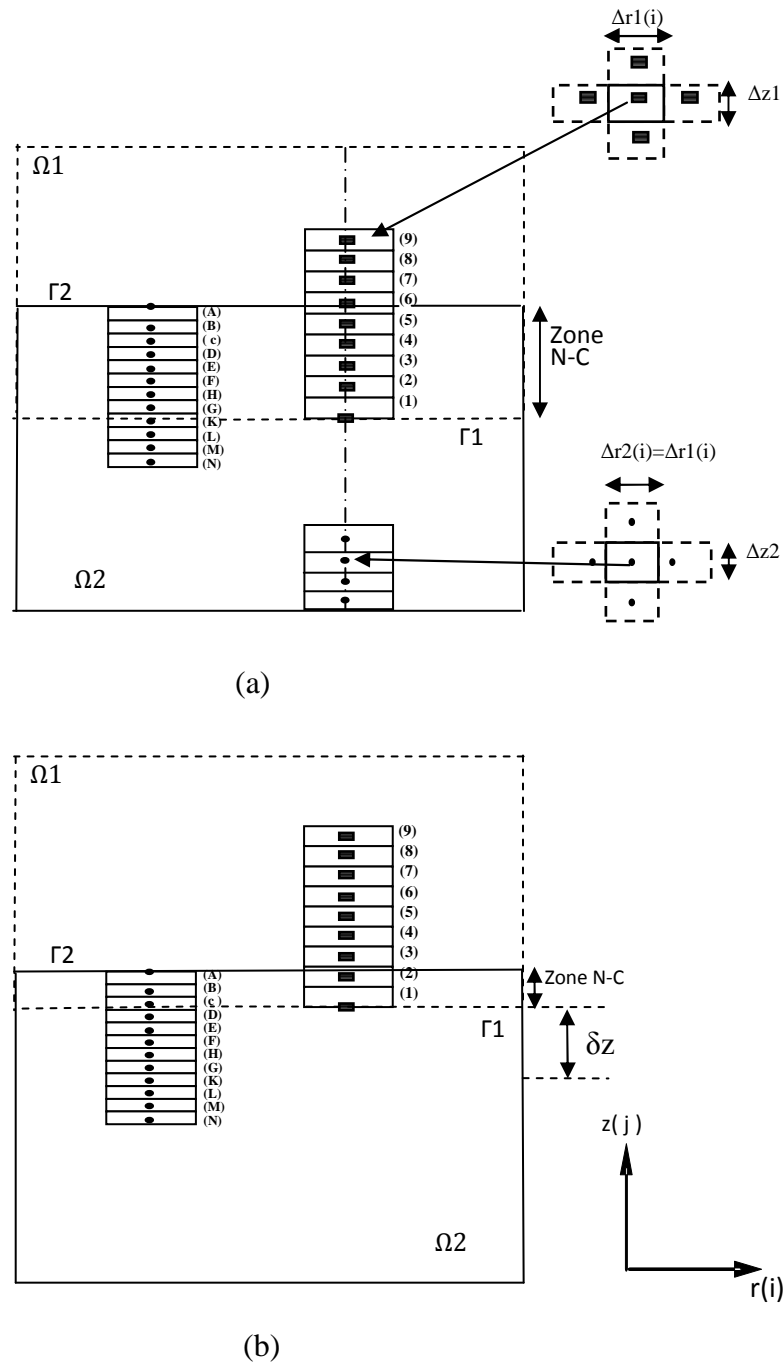 Δr1(i)
Δz1
Ω1
(9)
(8)
(7)
(6)
(5)
(4)
(3)
(2)
(1)
Γ2
(A)
(B)
( c)
(D)
(E)
(F)
(H)
(G)
(K)
(L)
(M)
(N)
Zone
N-C
Γ1
Δr2(i)=Δr1(i)
Δz2
Ω2
(a)
Ω1
(9)
(8)
(7)
(6)
(5)
(4)
(3)
(2)
(1)
Γ2
(A)
(B)
( c)
(D)
(E)
(F)
(H)
(G)
(K)
(L)
(M)
(N)
Zone N-C
Γ1
δz
z( j )
Ω2
r(i)
(b)